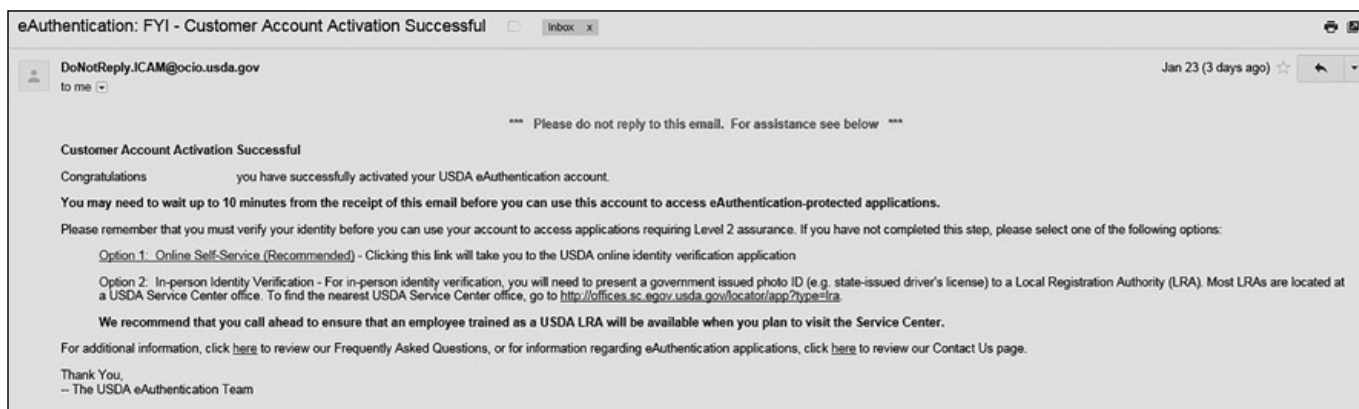 eAuthentication: FYI - Customer Account Activation Successful Inbox x
DoNotReply.ICAM@ocio.usda.gov Jan 23 (3 days ago)
to me
*** Please do not reply to this email. For assistance see below ***
Customer Account Activation Successful
Congratulations you have successfully activated your USDA eAuthentication account.
You may need to wait up to 10 minutes from the receipt of this email before you can use this account to access eAuthentication-protected applications.
Please remember that you must verify your identity before you can use your account to access applications requiring Level 2 assurance. If you have not completed this step, please select one of the following options:
Option 1: Online Self-Service (Recommended) - Clicking this link will take you to the USDA online identity verification application
Option 2: In-person Identity Verification - For in-person identity verification, you will need to present a government issued photo ID (e.g. state-issued driver's license) to a Local Registration Authority (LRA). Most LRAs are located at
a USDA Service Center office. To find the nearest USDA Service Center office, go to http://offices.sc.egov.usda.gov/locator/app?type=lra.
We recommend that you call ahead to ensure that an employee trained as a USDA LRA will be available when you plan to visit the Service Center.
For additional information, click here to review our Frequently Asked Questions, or for information regarding eAuthentication applications, click here to review our Contact Us page.
Thank You,
-- The USDA eAuthentication Team